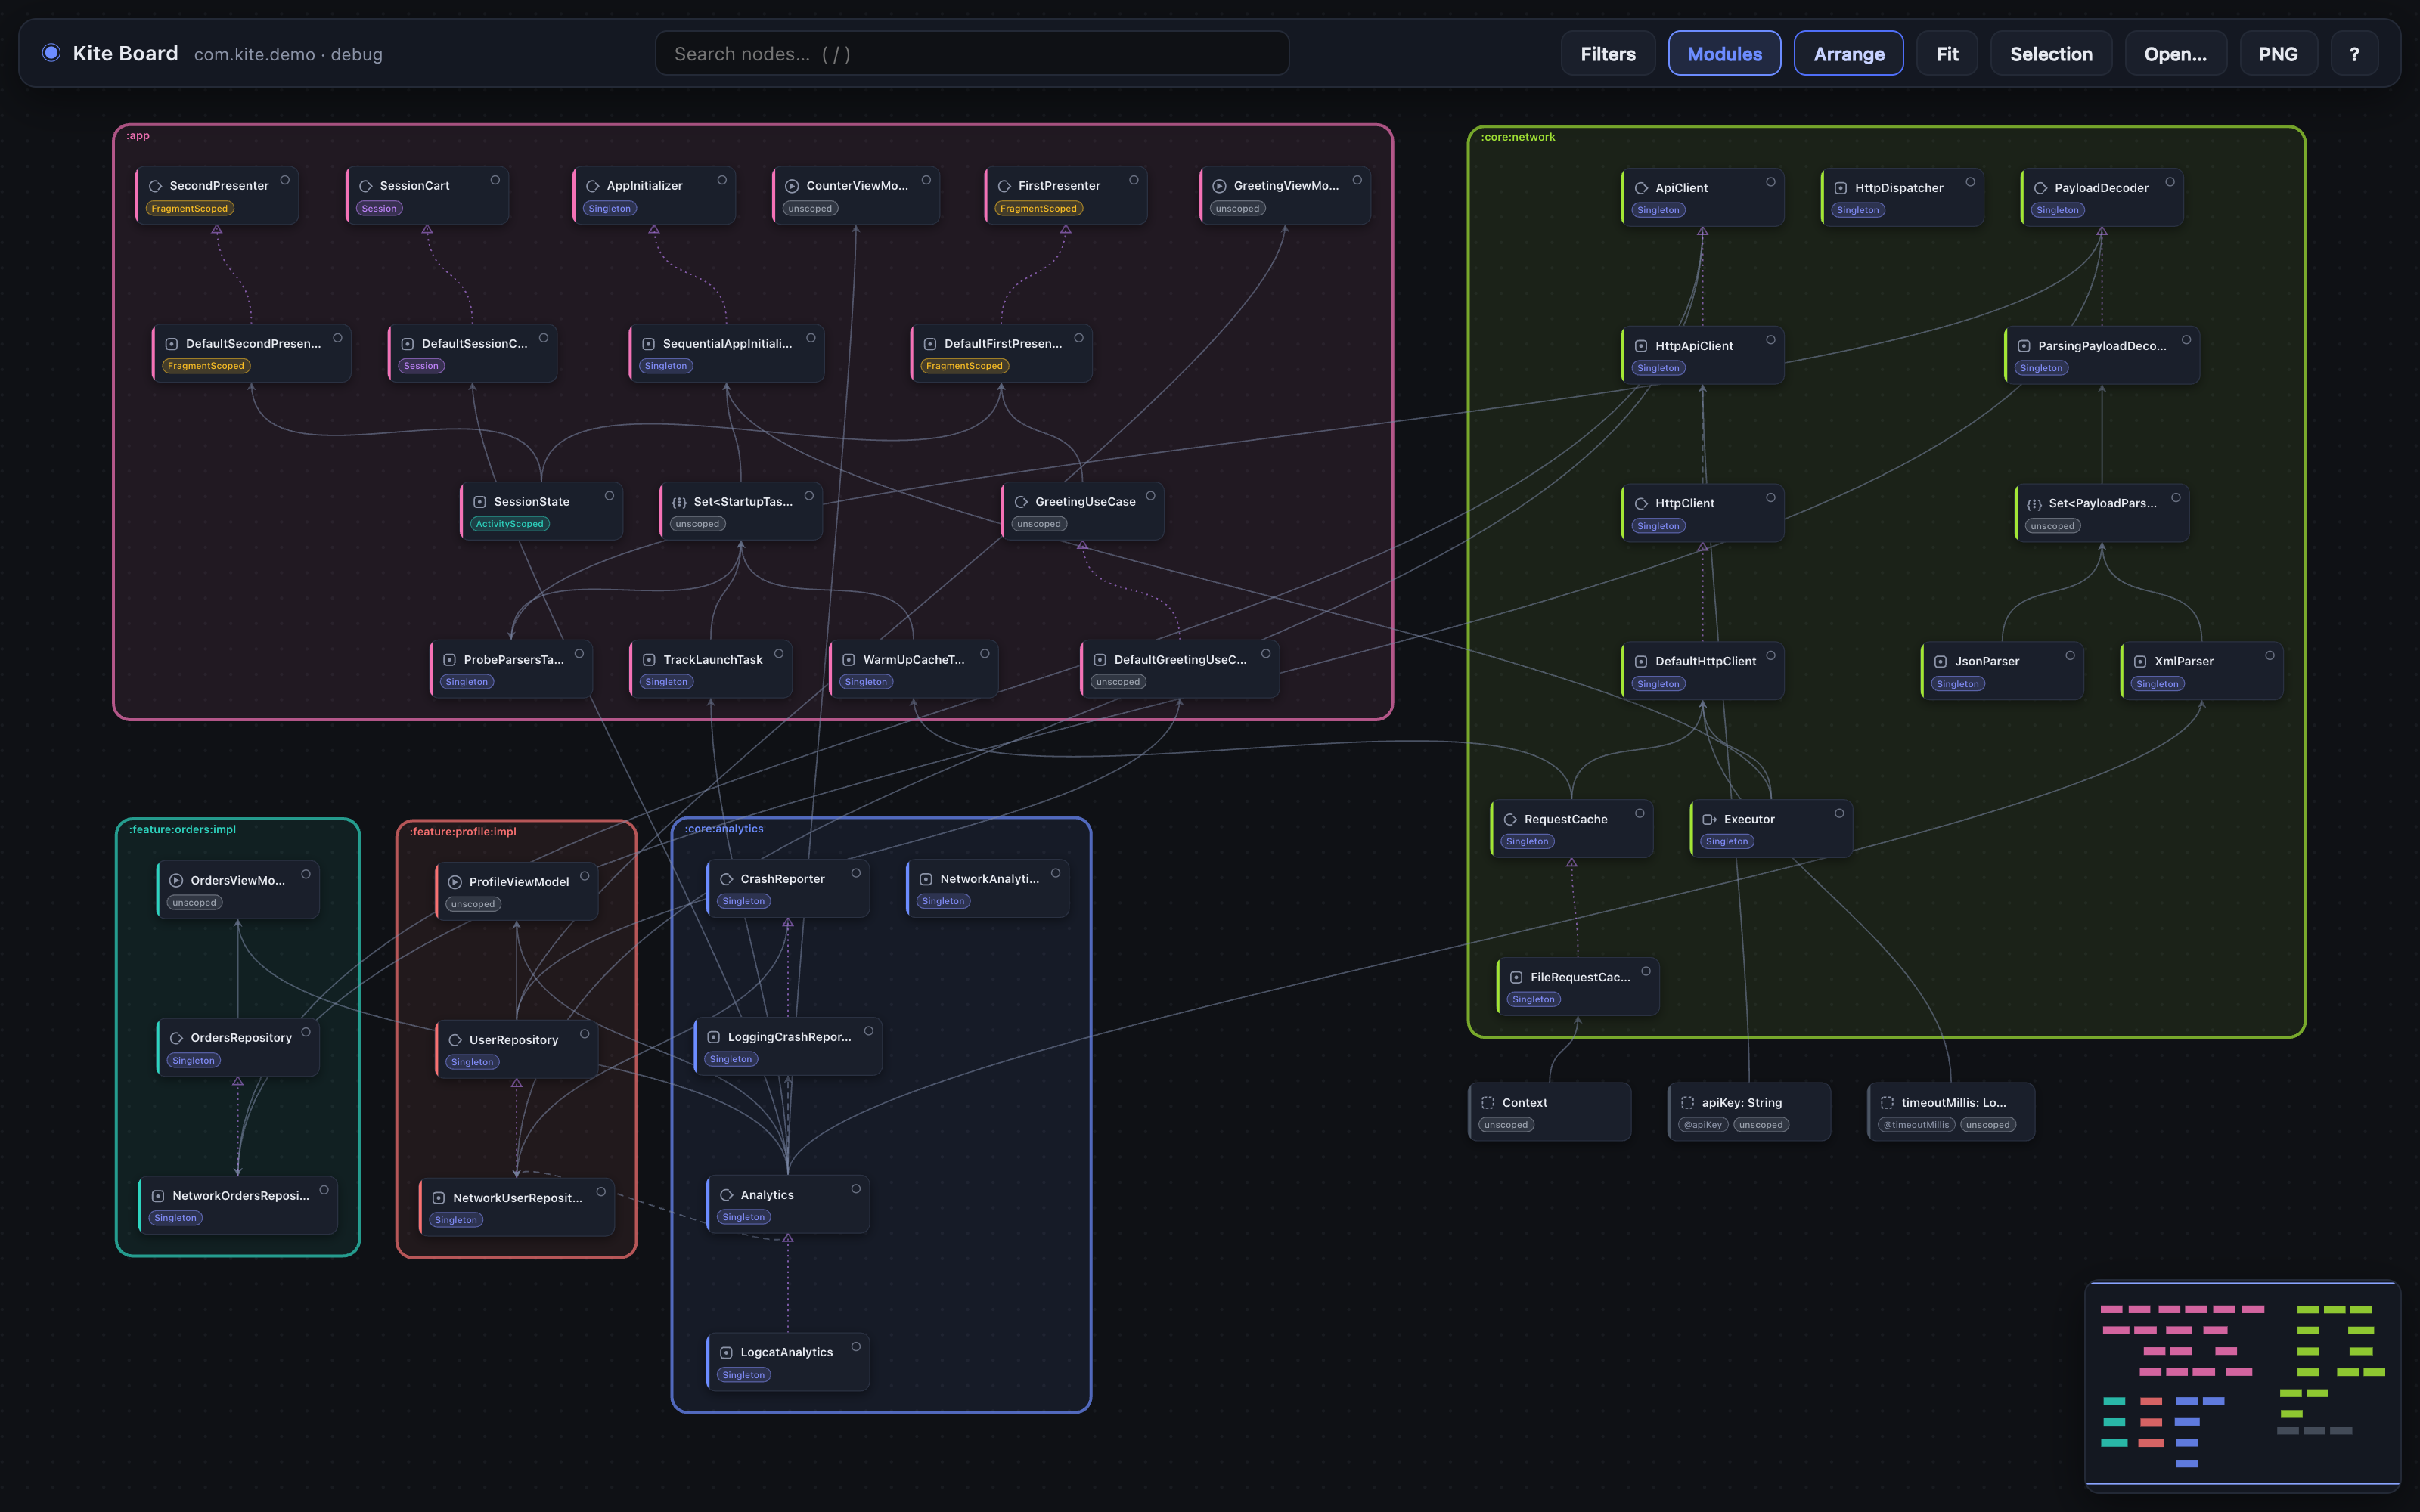 Kite Board com.kite.demo · debug
Search nodes... ( / )
Filters Modules Arrange Fit Selection Open... PNG ?
:app
SecondPresenter
FragmentScoped
SessionCart
Session
AppInitializer
Singleton
CounterViewMo...
unscoped
FirstPresenter
FragmentScoped
GreetingViewMo...
unscoped
DefaultSecondPresen...
FragmentScoped
DefaultSessionC...
Session
SequentialAppInitiali...
Singleton
DefaultFirstPresen...
FragmentScoped
SessionState
ActivityScoped
Set<StartupTas...
unscoped
GreetingUseCase
unscoped
ProbeParsersTa...
Singleton
TrackLaunchTask
Singleton
WarmUpCacheT...
Singleton
DefaultGreetingUseC...
unscoped
:core:network
ApiClient
Singleton
HttpDispatcher
Singleton
PayloadDecoder
Singleton
HttpApiClient
Singleton
ParsingPayloadDeco...
Singleton
HttpClient
Singleton
Set<PayloadPars...
unscoped
DefaultHttpClient
Singleton
JsonParser
Singleton
XmlParser
Singleton
RequestCache
Singleton
Executor
Singleton
FileRequestCac...
Singleton
Context
unscoped
apiKey: String
@apiKey unscoped
timeoutMillis: Lo...
@timeoutMillis unscoped
:feature:orders:impl
OrdersViewMo...
unscoped
OrdersRepository
Singleton
NetworkOrdersReposi...
Singleton
:feature:profile:impl
ProfileViewModel
unscoped
UserRepository
Singleton
NetworkUserReposit...
Singleton
:core:analytics
CrashReporter
Singleton
NetworkAnalyti...
Singleton
LoggingCrashRepor...
Singleton
Analytics
Singleton
LogcatAnalytics
Singleton